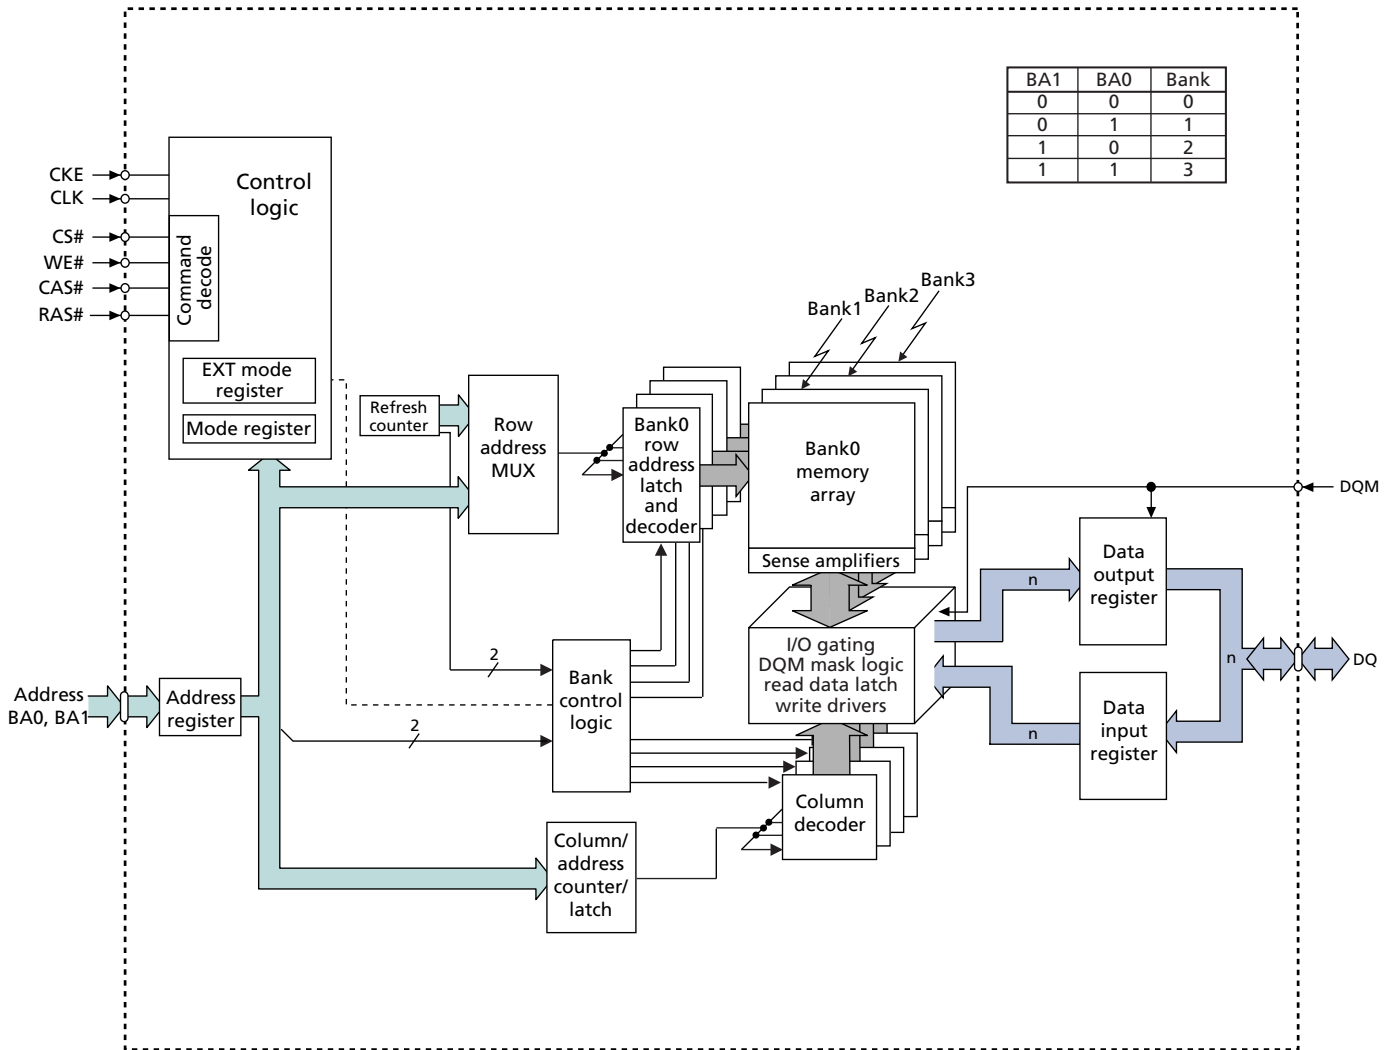 BA1 BA0 Bank
0 0 0
0 1 1
1 0 2
1 1 3
CKE
CLK
CS#
WE#
CAS#
RAS#
Control
logic
Command
decode
EXT mode
register
Mode register
Refresh
counter
Row
address
MUX
Bank0
row
address
latch
and
decoder
Bank1
Bank2
Bank3
Bank0
memory
array
Sense amplifiers
DQM
Data
output
register
n
I/O gating
DQM mask logic
read data latch
write drivers
n
DQ
Data
input
register
n
2
Bank
control
logic
2
Address
BA0, BA1
Address
register
Column
decoder
Column/
address
counter/
latch